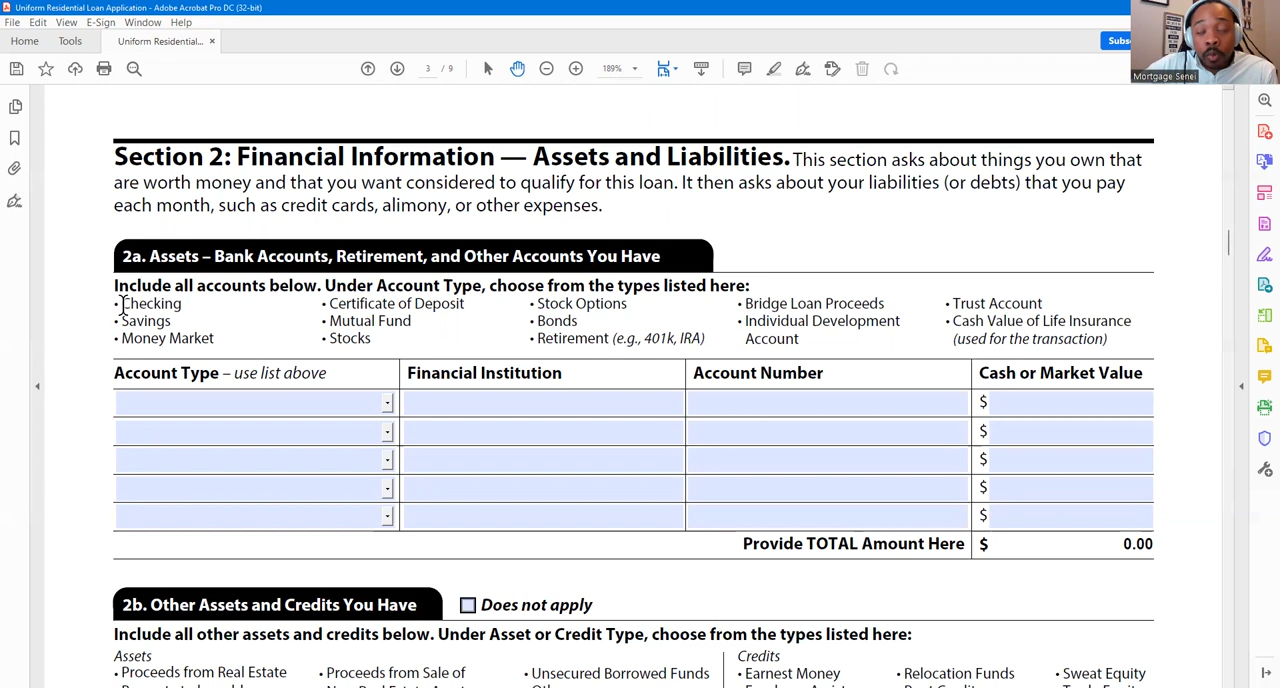 Uniform Residential Loan Application - Adobe Acrobat Pro DC (32-bit)
File Edit View E-Sign Window Help
Home Tools Uniform Residential... × Subs
3 / 9 189%
Mortgage Senei
Section 2: Financial Information — Assets and Liabilities. This section asks about things you own that
are worth money and that you want considered to qualify for this loan. It then asks about your liabilities (or debts) that you pay
each month, such as credit cards, alimony, or other expenses.
2a. Assets – Bank Accounts, Retirement, and Other Accounts You Have
Include all accounts below. Under Account Type, choose from the types listed here:
• Checking • Certificate of Deposit • Stock Options • Bridge Loan Proceeds • Trust Account
• Savings • Mutual Fund • Bonds • Individual Development • Cash Value of Life Insurance
• Money Market • Stocks • Retirement (e.g., 401k, IRA) Account (used for the transaction)
Account Type – use list above Financial Institution Account Number Cash or Market Value
$
$
$
$
$
Provide TOTAL Amount Here $ 0.00
2b. Other Assets and Credits You Have Does not apply
Include all other assets and credits below. Under Asset or Credit Type, choose from the types listed here:
Assets Credits
• Proceeds from Real Estate • Proceeds from Sale of • Unsecured Borrowed Funds • Earnest Money • Relocation Funds • Sweat Equity